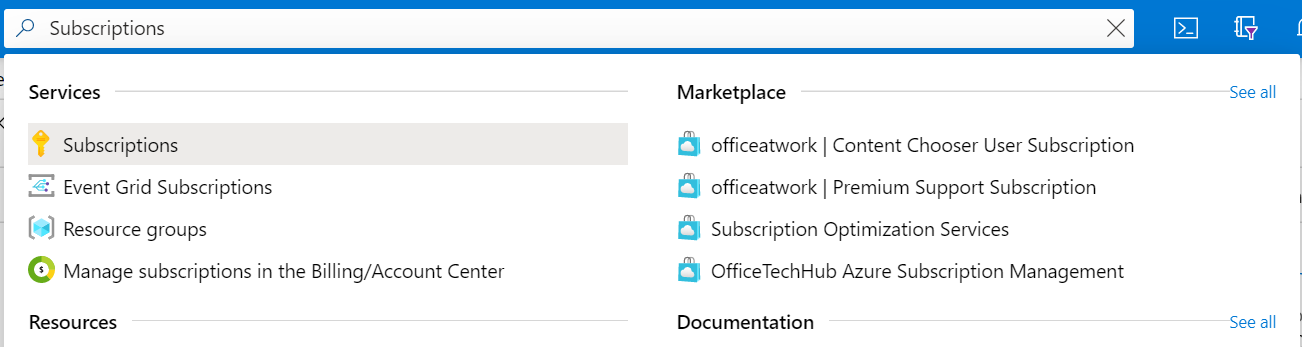 Subscriptions
Services
Subscriptions
Event Grid Subscriptions
Resource groups
Manage subscriptions in the Billing/Account Center
Resources
Marketplace
See all
officeatwork | Content Chooser User Subscription
officeatwork | Premium Support Subscription
Subscription Optimization Services
OfficeTechHub Azure Subscription Management
Documentation
See all